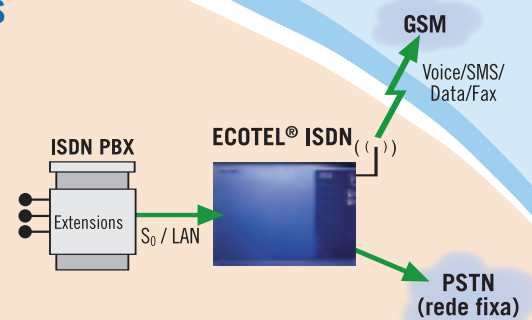 s
GSM
Voice/SMS/
Data/Fax
ECOTEL® ISDN
((  ))
ISDN PBX
Extensions
S₀ / LAN
PSTN
(rede fixa)